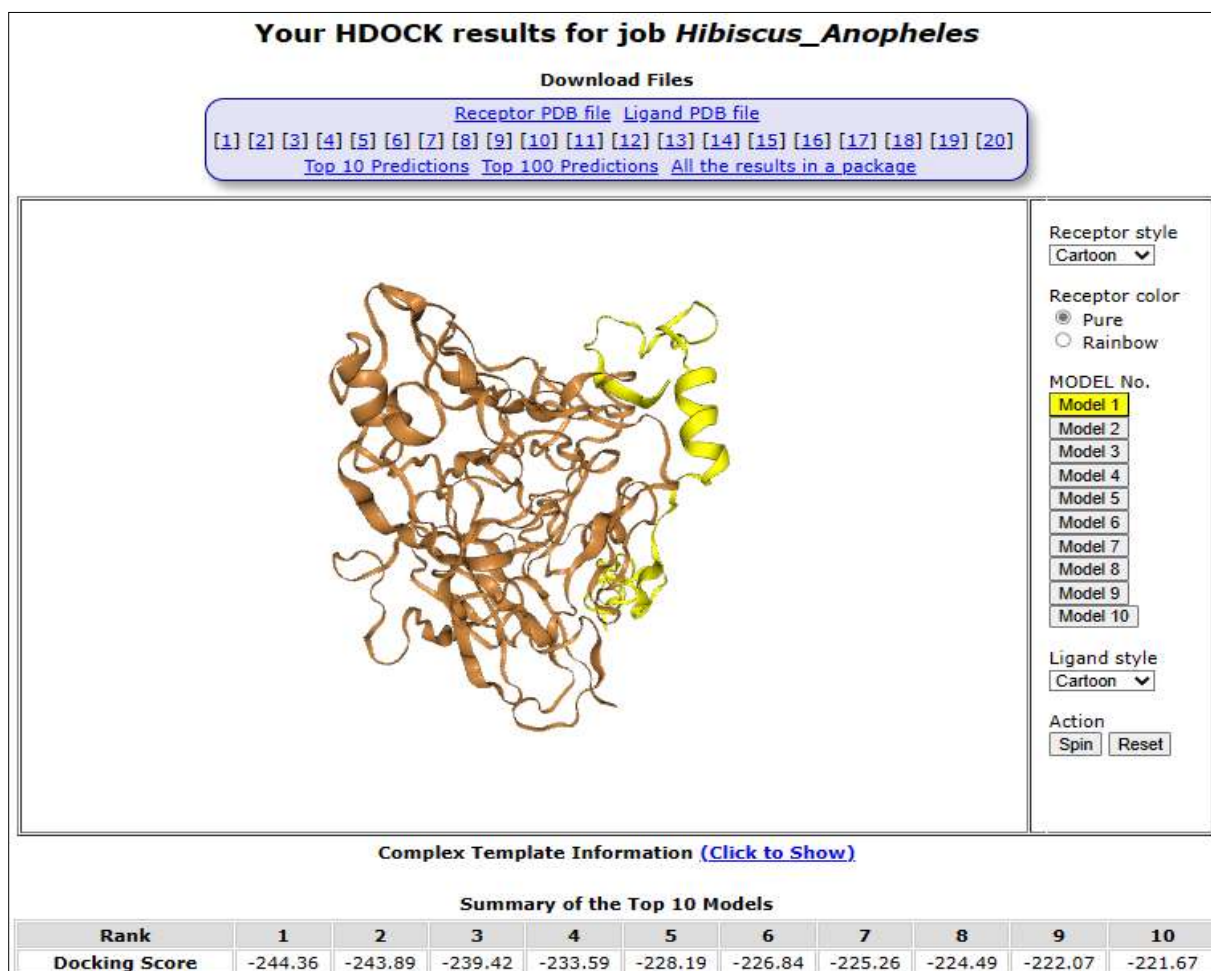 Your HDOCK results for job Hibiscus_Anopheles
Download Files
Receptor PDB file Ligand PDB file
[1] [2] [3] [4] [5] [6] [7] [8] [9] [10] [11] [12] [13] [14] [15] [16] [17] [18] [19] [20]
Top 10 Predictions Top 100 Predictions All the results in a package
Receptor style
Cartoon
Receptor color
Pure
Rainbow
MODEL No.
Model 1
Model 2
Model 3
Model 4
Model 5
Model 6
Model 7
Model 8
Model 9
Model 10
Ligand style
Cartoon
Action
Spin Reset
Complex Template Information (Click to Show)
Summary of the Top 10 Models
Rank 1 2 3 4 5 6 7 8 9 10
Docking Score -244.36 -243.89 -239.42 -233.59 -228.19 -226.84 -225.26 -224.49 -222.07 -221.67